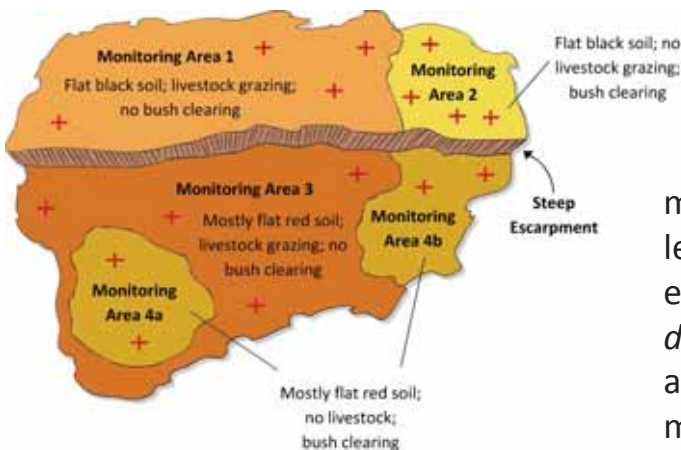 Monitoring Area 1
Flat black soil; livestock grazing;
no bush clearing
Monitoring
Area 2
Flat black soil; no
livestock grazing;
bush clearing
Monitoring Area 3
Mostly flat red soil;
livestock grazing; no
bush clearing
Monitoring
Area 4b
Steep
Escarpment
Monitoring
Area 4a
Mostly flat red soil;
no livestock;
bush clearing